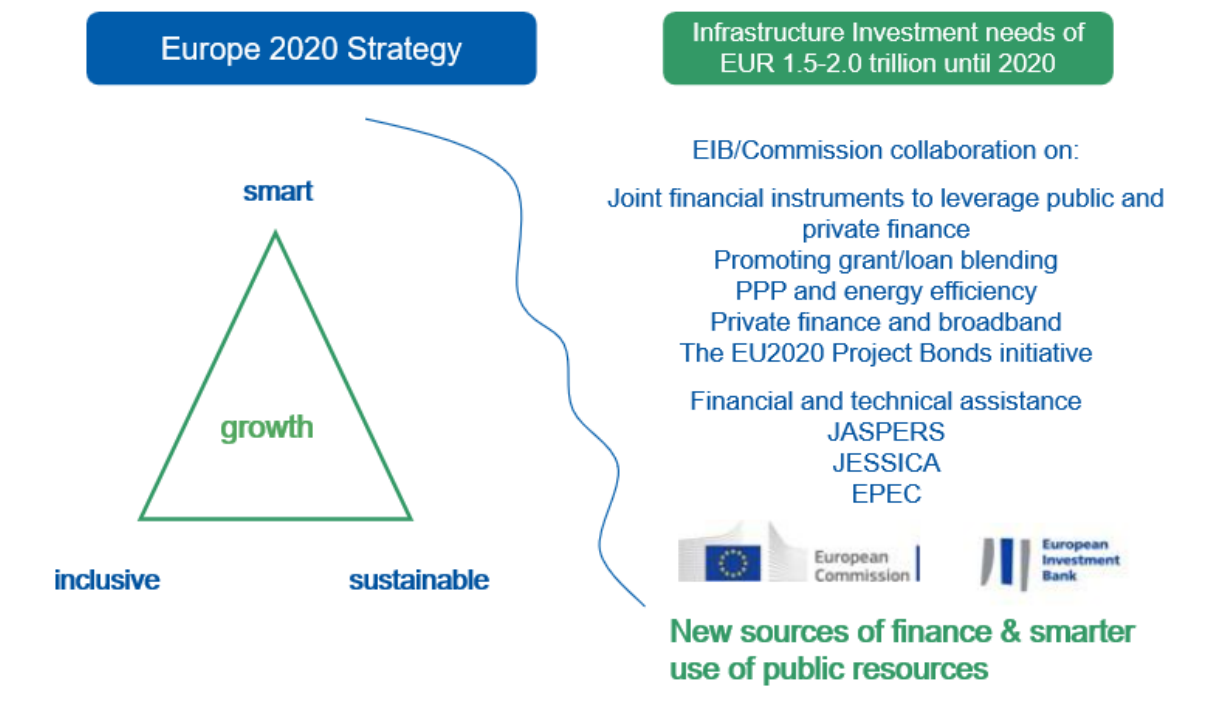 Europe 2020 Strategy
smart
growth
inclusive
sustainable
Infrastructure Investment needs of
EUR 1.5-2.0 trillion until 2020
EIB/Commission collaboration on:
Joint financial instruments to leverage public and
private finance
Promoting grant/loan blending
PPP and energy efficiency
Private finance and broadband
The EU2020 Project Bonds initiative
Financial and technical assistance
JASPERS
JESSICA
EPEC
European
Commission
European
Investment
Bank
New sources of finance & smarter
use of public resources